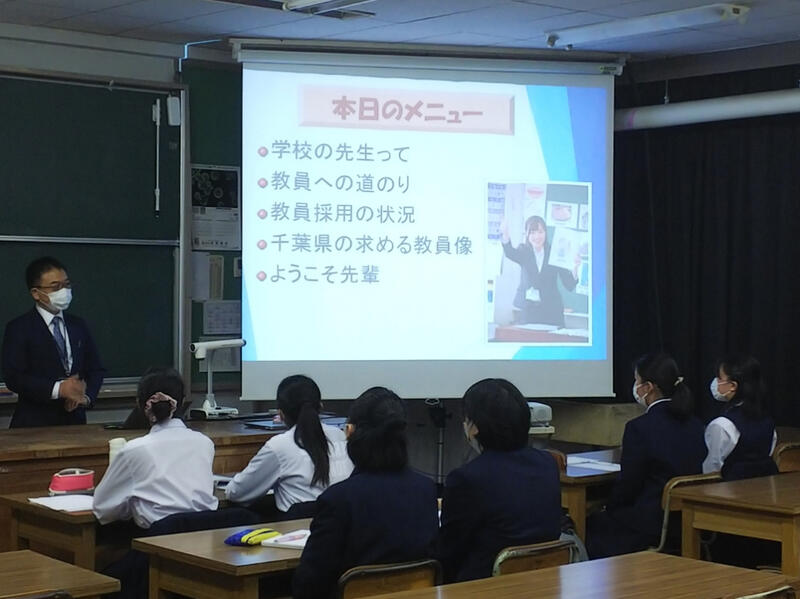 本日のメニュー
学校の先生って
教員への道のり
教員採用の状況
千葉県の求める教員像
ようこそ先輩